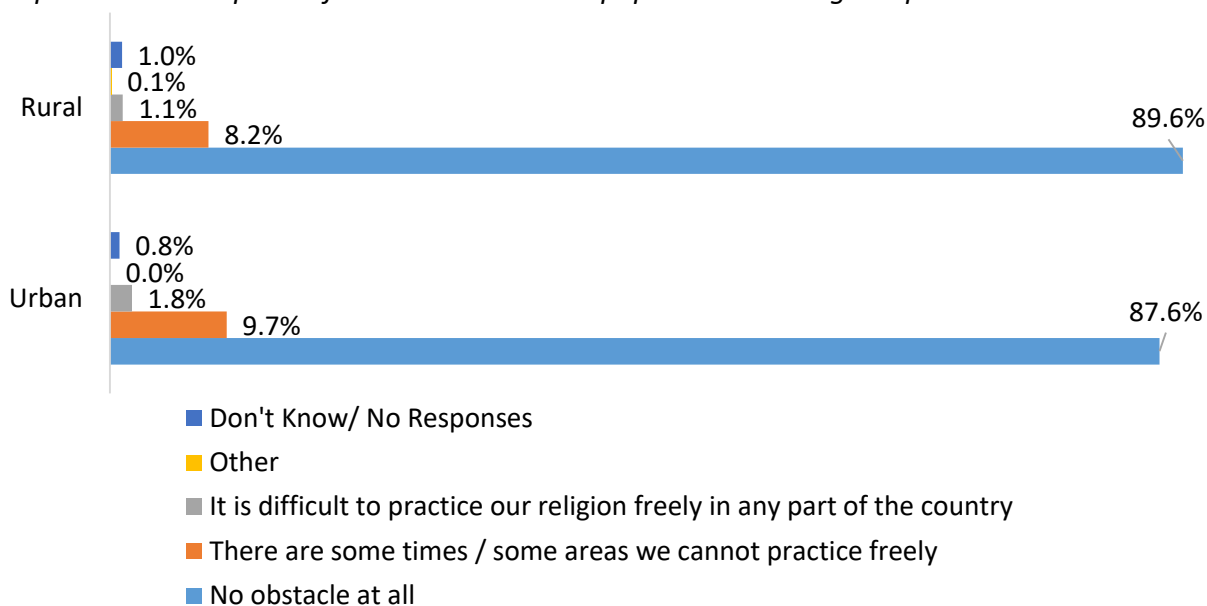 1.0%
0.1%
Rural
1.1%
89.6%
8.2%
0.8%
0.0%
Urban
1.8%
87.6%
9.7%
Don't Know/ No Responses
Other
It is difficult to practice our religion freely in any part of the country
There are some times / some areas we cannot practice freely
No obstacle at all